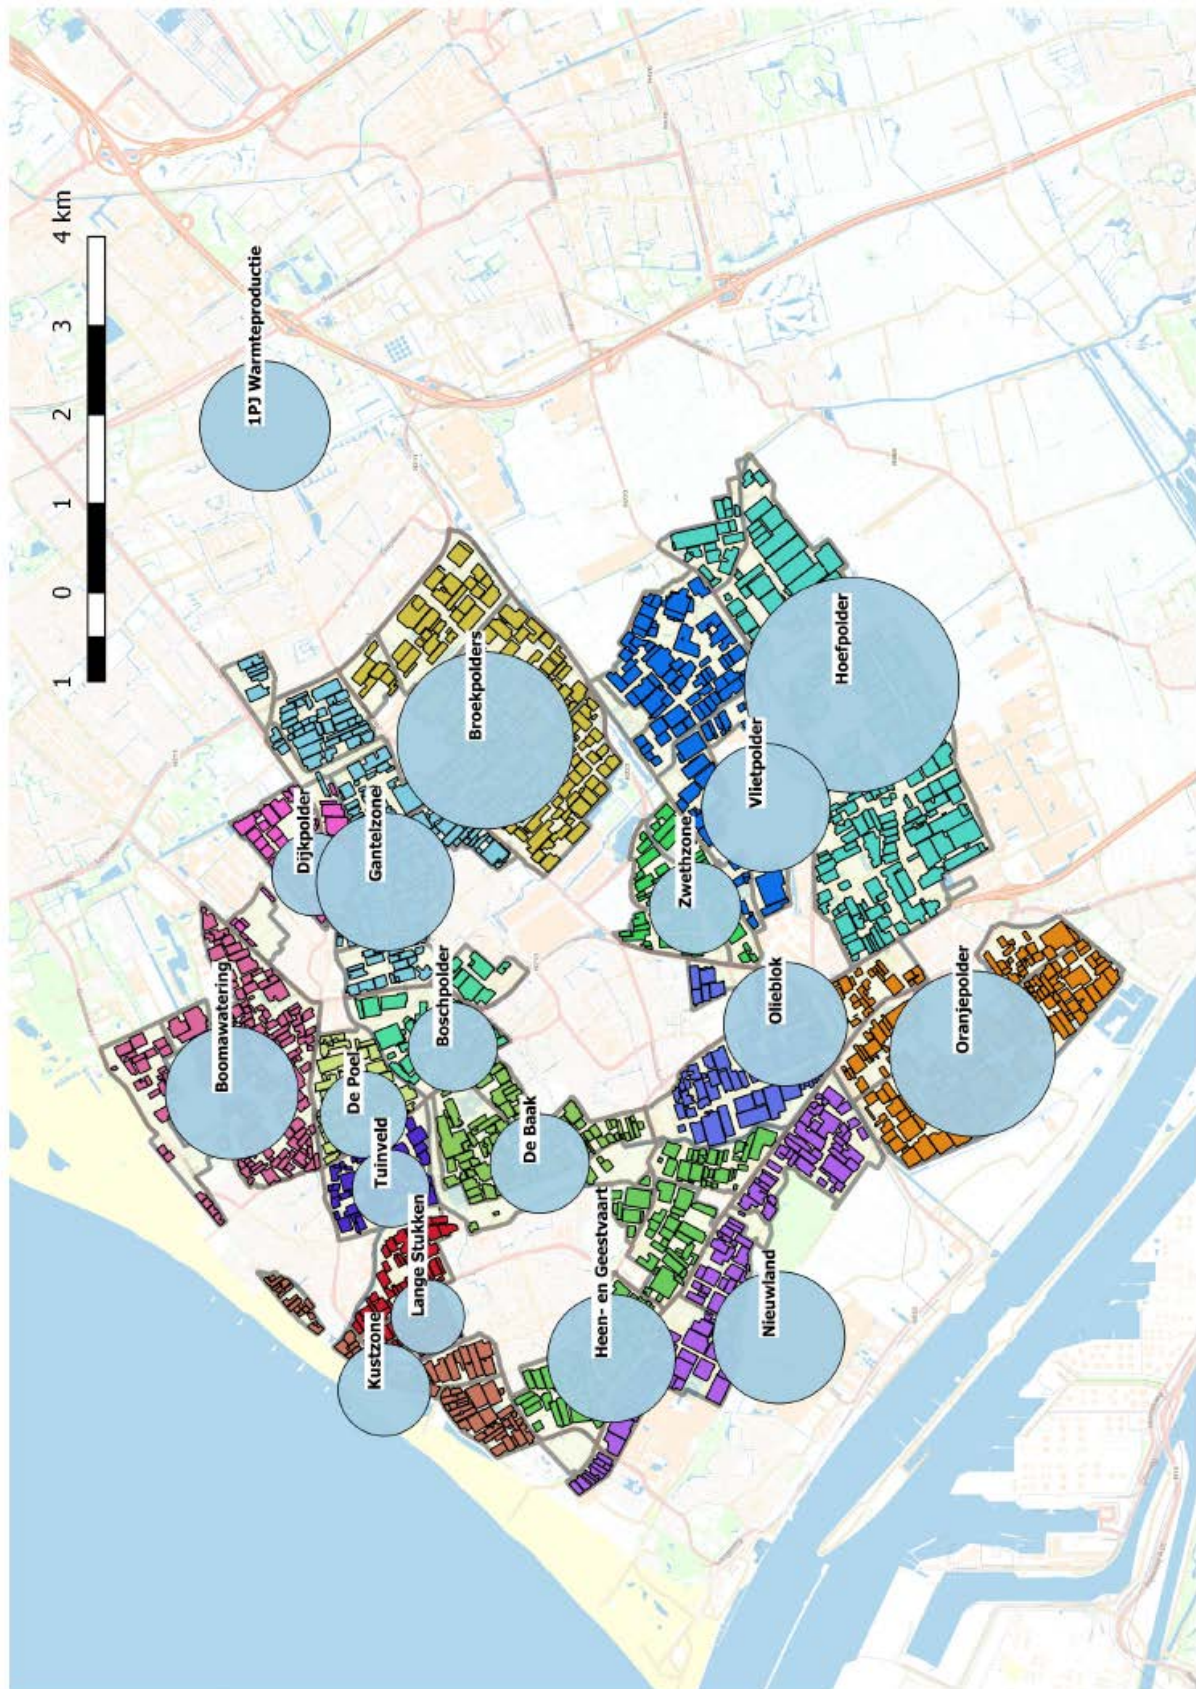 1 0 1 2 3 4 km
1PJ Warmteproductie
Broekpolders
Dijkpolder
Gantelzone
Hoefpolder
Vlietpolder
Zwethzone
Boomawatering
Boschpolder
De Poel
Olieblok
Oranjepolder
Tuinveld
De Baak
Lange Stukken
Kustzone
Heen- en Geestvaart
Nieuwland